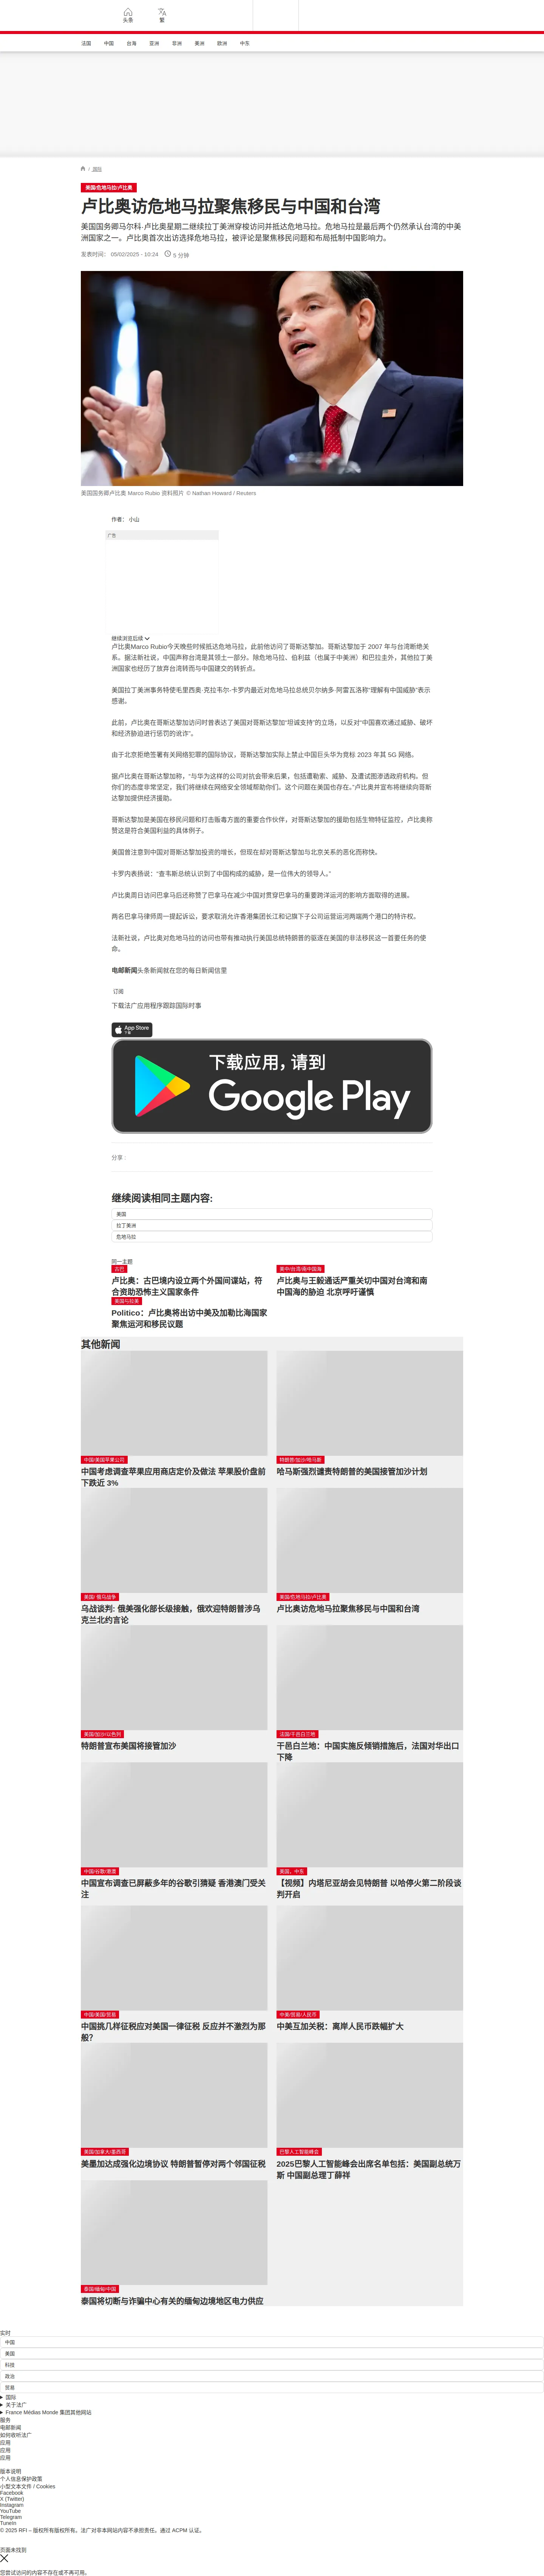 头条
繁
法国
中国
台海
亚洲
非洲
美洲
欧洲
中东
/ 国际
美国/危地马拉/卢比奥
卢比奥访危地马拉聚焦移民与中国和台湾
美国国务卿马尔科·卢比奥星期二继续拉丁美洲穿梭访问并抵达危地马拉。危地马拉是最后两个仍然承认台湾的中美
洲国家之一。卢比奥首次出访选择危地马拉，被评论是聚焦移民问题和布局抵制中国影响力。
发表时间： 05/02/2025 - 10:24 5 分钟
美国国务卿卢比奥 Marco Rubio 资料照片 © Nathan Howard / Reuters
作者： 小山
广告
继续浏览后续
卢比奥Marco Rubio今天晚些时候抵达危地马拉，此前他访问了哥斯达黎加。哥斯达黎加于 2007 年与台湾断绝关
系。据法新社说，中国声称台湾是其领土一部分。除危地马拉、伯利兹（也属于中美洲）和巴拉圭外，其他拉丁美
洲国家也经历了放弃台湾转而与中国建交的转折点。
美国拉丁美洲事务特使毛里西奥·克拉韦尔-卡罗内最近对危地马拉总统贝尔纳多·阿雷瓦洛称“理解有中国威胁”表示
感谢。
此前，卢比奥在哥斯达黎加访问时曾表达了美国对哥斯达黎加“坦诚支持”的立场，以反对“中国喜欢通过威胁、破坏
和经济胁迫进行惩罚的讹诈”。
由于北京拒绝签署有关网络犯罪的国际协议，哥斯达黎加实际上禁止中国巨头华为竞标 2023 年其 5G 网络。
据卢比奥在哥斯达黎加称，“与华为这样的公司对抗会带来后果，包括遭勒索、威胁、及遭试图渗透政府机构。但
你们的态度非常坚定，我们将继续在网络安全领域帮助你们。这个问题在美国也存在。”卢比奥并宣布将继续向哥斯
达黎加提供经济援助。
哥斯达黎加是美国在移民问题和打击贩毒方面的重要合作伙伴，对哥斯达黎加的援助包括生物特征监控，卢比奥称
赞这是符合美国利益的具体例子。
美国曾注意到中国对哥斯达黎加投资的增长，但现在却对哥斯达黎加与北京关系的恶化而称快。
卡罗内表扬说：“查韦斯总统认识到了中国构成的威胁，是一位伟大的领导人。”
卢比奥周日访问巴拿马后还称赞了巴拿马在减少中国对贯穿巴拿马的重要跨洋运河的影响方面取得的进展。
两名巴拿马律师周一提起诉讼，要求取消允许香港集团长江和记旗下子公司运营运河两端两个港口的特许权。
法新社说，卢比奥对危地马拉的访问也带有推动执行美国总统特朗普的驱逐在美国的非法移民这一首要任务的使
命。
电邮新闻头条新闻就在您的每日新闻信里
订阅
下载法广应用程序跟踪国际时事
App Store
下载
下载应用，请到
Google Play
分享 :
继续阅读相同主题内容:
美国
拉丁美洲
危地马拉
同一主题
古巴
卢比奥：古巴境内设立两个外国间谍站，符
合资助恐怖主义国家条件
美中/台湾/南中国海
卢比奥与王毅通话严重关切中国对台湾和南
中国海的胁迫 北京呼吁谨慎
美国与拉美
Politico：卢比奥将出访中美及加勒比海国家
聚焦运河和移民议题
其他新闻
中国/美国苹果公司
中国考虑调查苹果应用商店定价及做法 苹果股价盘前
下跌近 3%
特朗普/加沙/哈马斯
哈马斯强烈谴责特朗普的美国接管加沙计划
美国/ 俄乌战争
乌战谈判: 俄美强化部长级接触，俄欢迎特朗普涉乌
克兰北约言论
美国/危地马拉/卢比奥
卢比奥访危地马拉聚焦移民与中国和台湾
美国/加沙/以色列
特朗普宣布美国将接管加沙
法国/干邑白兰地
干邑白兰地：中国实施反倾销措施后，法国对华出口
下降
中国/谷歌/港澳
中国宣布调查已屏蔽多年的谷歌引猜疑 香港澳门受关
注
美国，中东
【视频】内塔尼亚胡会见特朗普 以哈停火第二阶段谈
判开启
中国/美国/贸易
中国挑几样征税应对美国一律征税 反应并不激烈为那
般?
中美/贸易/人民币
中美互加关税：离岸人民币跌幅扩大
美国/加拿大/墨西哥
美墨加达成强化边境协议 特朗普暂停对两个邻国征税
巴黎人工智能峰会
2025巴黎人工智能峰会出席名单包括：美国副总统万
斯 中国副总理丁薛祥
泰国/缅甸/中国
泰国将切断与诈骗中心有关的缅甸边境地区电力供应
实时
中国
美国
科技
政治
贸易
国际
关于法广
France Médias Monde 集团其他网站
服务
电邮新闻
如何收听法广
应用
应用
应用
版本说明
个人信息保护政策
小型文本文件 / Cookies
Facebook
X (Twitter)
Instagram
YouTube
Telegram
TuneIn
© 2025 RFI – 版权所有版权所有。法广对非本网站内容不承担责任。通过 ACPM 认证。
页面未找到
您尝试访问的内容不存在或不再可用。